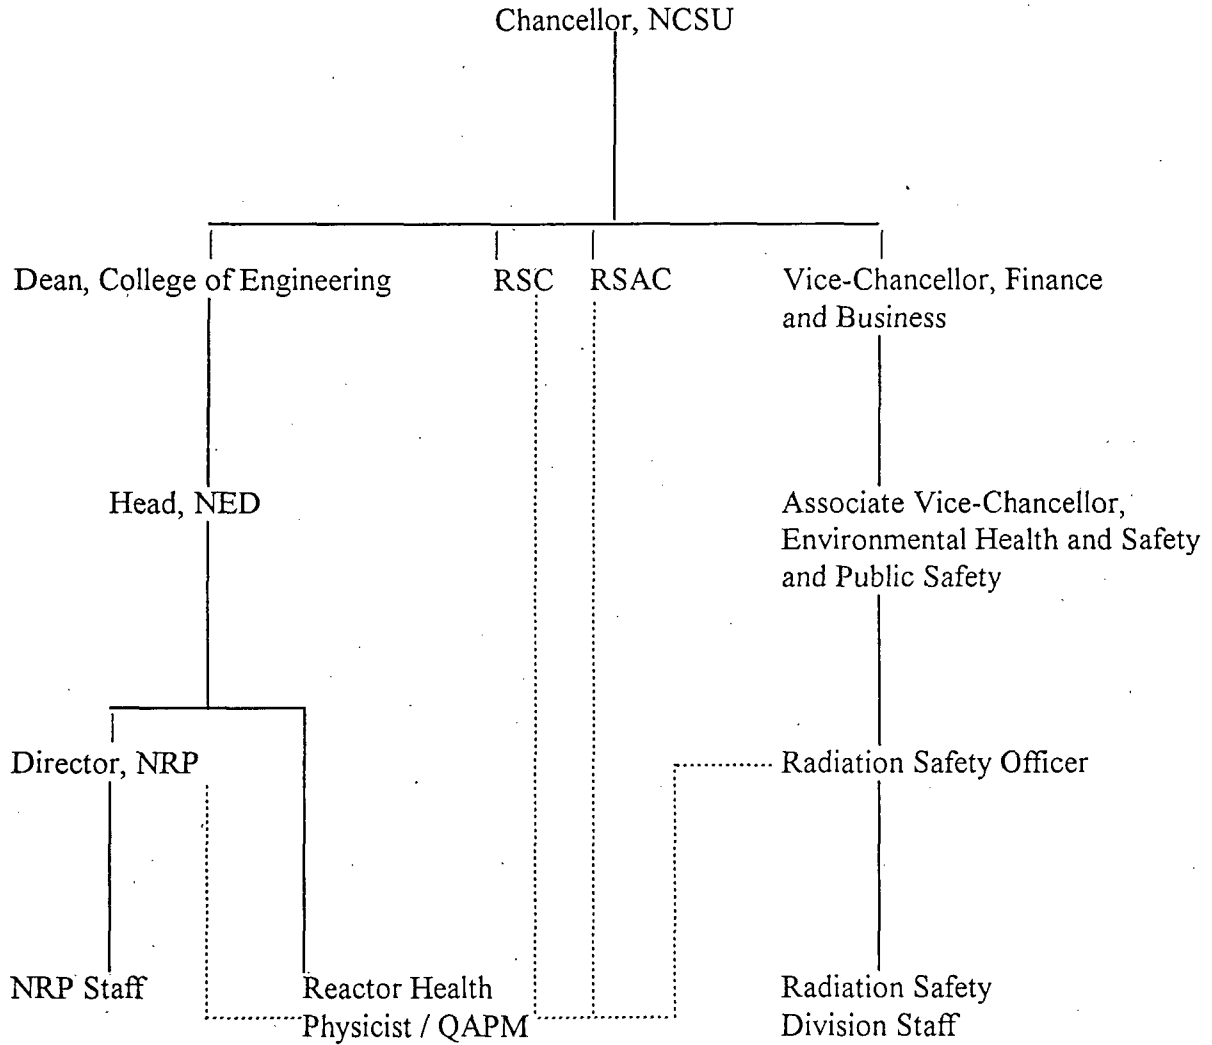 Chancellor, NCSU
Dean, College of Engineering
RSC
RSAC
Vice-Chancellor, Finance
and Business
Head, NED
Associate Vice-Chancellor,
Environmental Health and Safety
and Public Safety
Director, NRP
Radiation Safety Officer
NRP Staff
Reactor Health
Physicist / QAPM
Radiation Safety
Division Staff